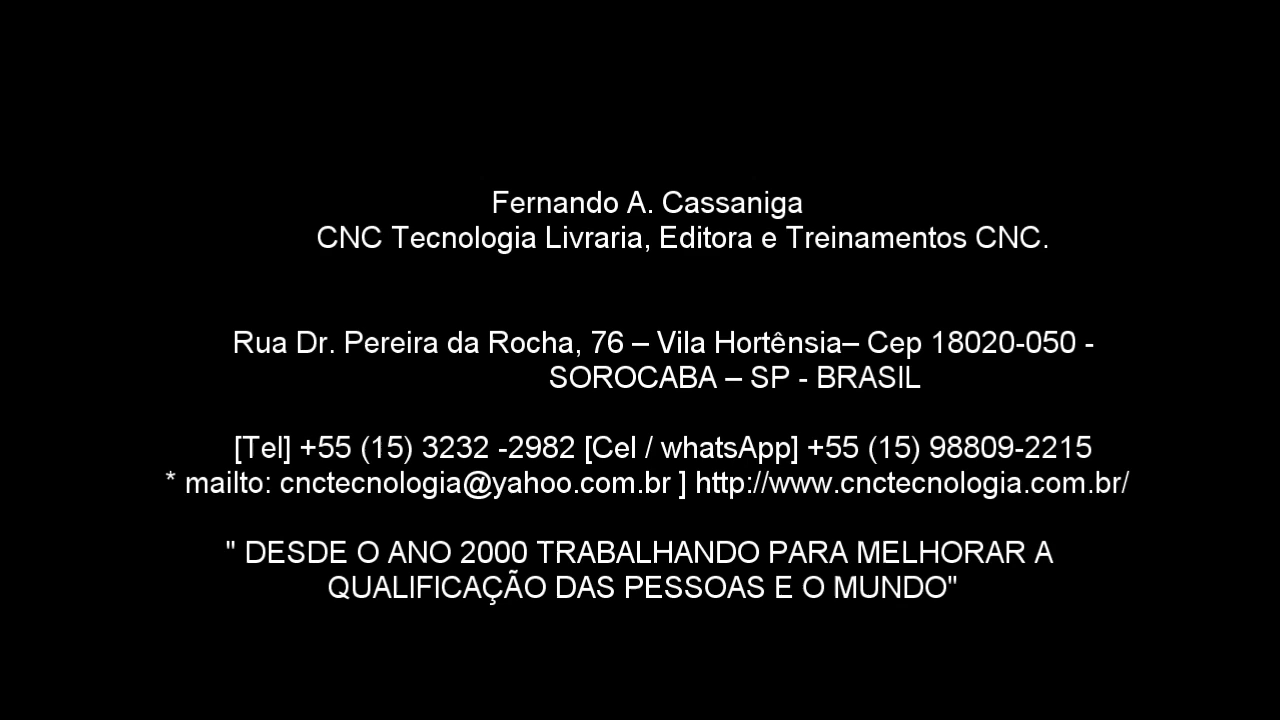 Fernando A. Cassaniga
CNC Tecnologia Livraria, Editora e Treinamentos CNC.
Rua Dr. Pereira da Rocha, 76 – Vila Hortênsia– Cep 18020-050 -
SOROCABA – SP - BRASIL
[Tel] +55 (15) 3232 -2982 [Cel / whatsApp] +55 (15) 98809-2215
* mailto: cnctecnologia@yahoo.com.br ] http://www.cnctecnologia.com.br/
" DESDE O ANO 2000 TRABALHANDO PARA MELHORAR A
QUALIFICAÇÃO DAS PESSOAS E O MUNDO"